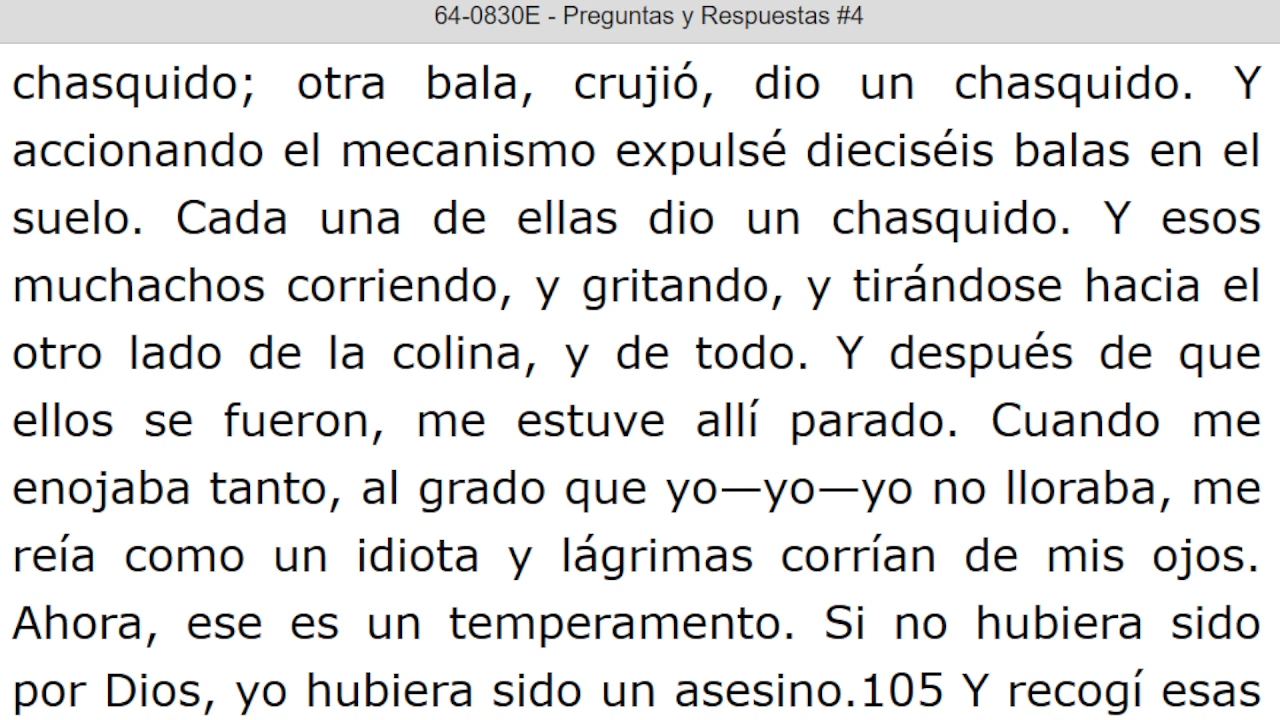 64-0830E - Preguntas y Respuestas #4
chasquido; otra bala, crujió, dio un chasquido. Y
accionando el mecanismo expulsé dieciséis balas en el
suelo. Cada una de ellas dio un chasquido. Y esos
muchachos corriendo, y gritando, y tirándose hacia el
otro lado de la colina, y de todo. Y después de que
ellos se fueron, me estuve allí parado. Cuando me
enojaba tanto, al grado que yo—yo—yo no lloraba, me
reía como un idiota y lágrimas corrían de mis ojos.
Ahora, ese es un temperamento. Si no hubiera sido
por Dios, yo hubiera sido un asesino.105 Y recogí esas